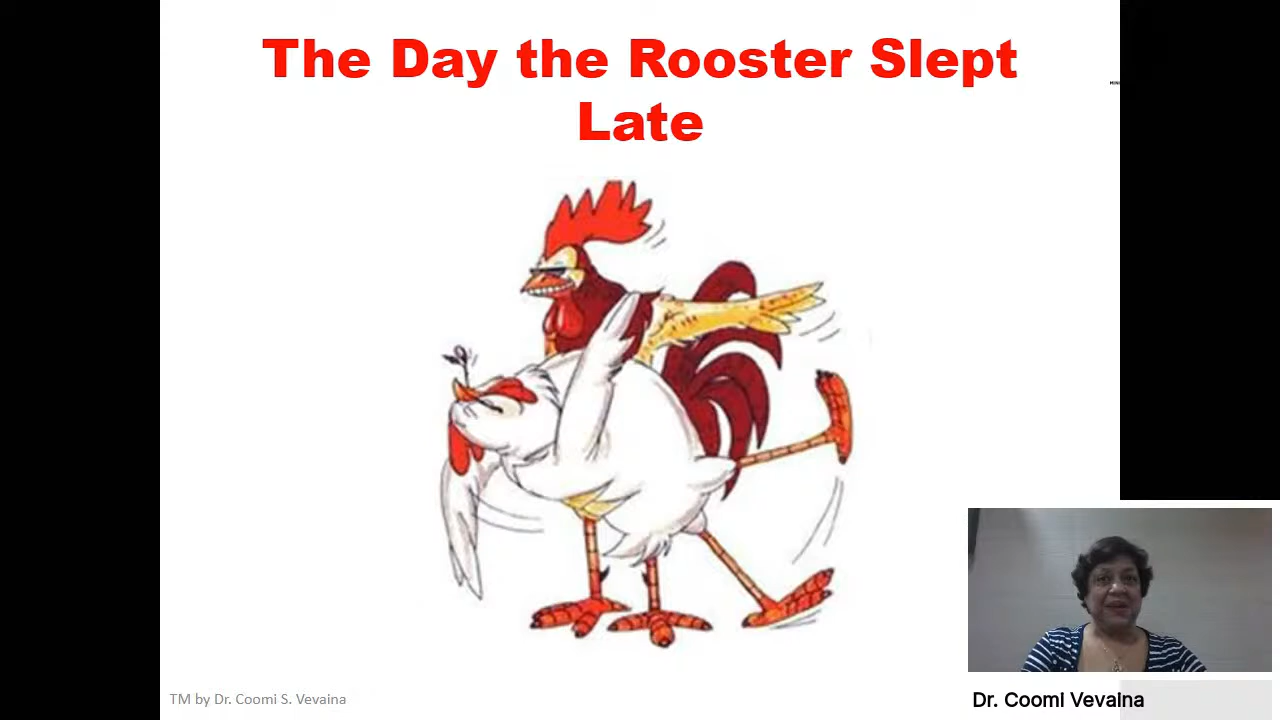 The Day the Rooster Slept
Late
TM by Dr. Coomi S. Vevaina
Dr. Coomi Vevaina